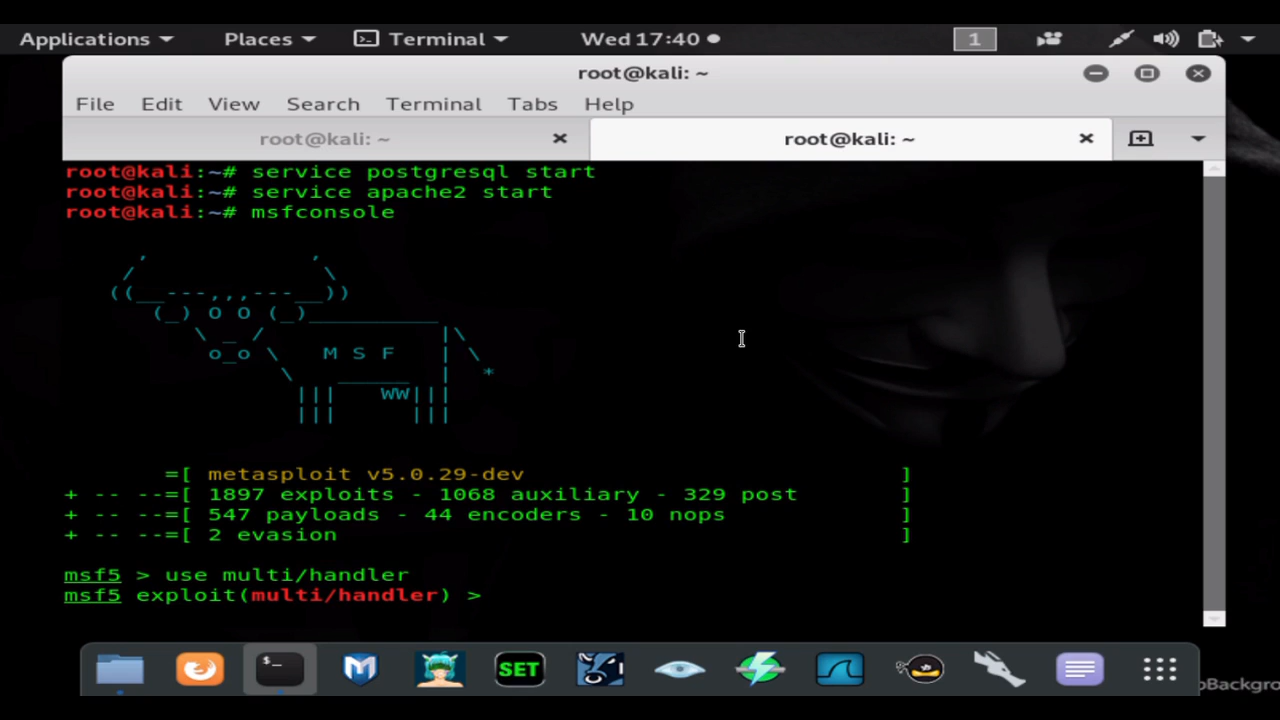 Applications Places Terminal Wed 17:40 1
root@kali: ~
File Edit View Search Terminal Tabs Help
root@kali: ~ root@kali: ~
root@kali:~# service postgresql start
root@kali:~# service apache2 start
root@kali:~# msfconsole
M S F
=[ metasploit v5.0.29-dev ]
+ -- --=[ 1897 exploits - 1068 auxiliary - 329 post ]
+ -- --=[ 547 payloads - 44 encoders - 10 nops ]
+ -- --=[ 2 evasion ]
msf5 > use multi/handler
msf5 exploit(multi/handler) >
SET